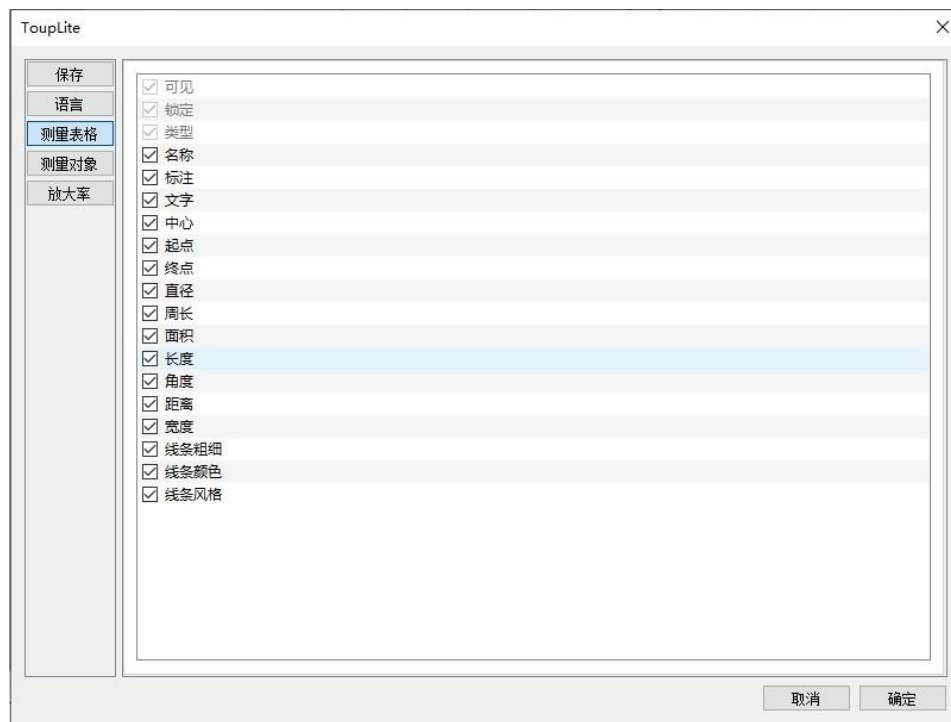 ToupLite
保存
语言
测量表格
测量对象
放大率
可见
锁定
类型
名称
标注
文字
中心
起点
终点
直径
周长
面积
长度
角度
距离
宽度
线条粗细
线条颜色
线条风格
取消
确定